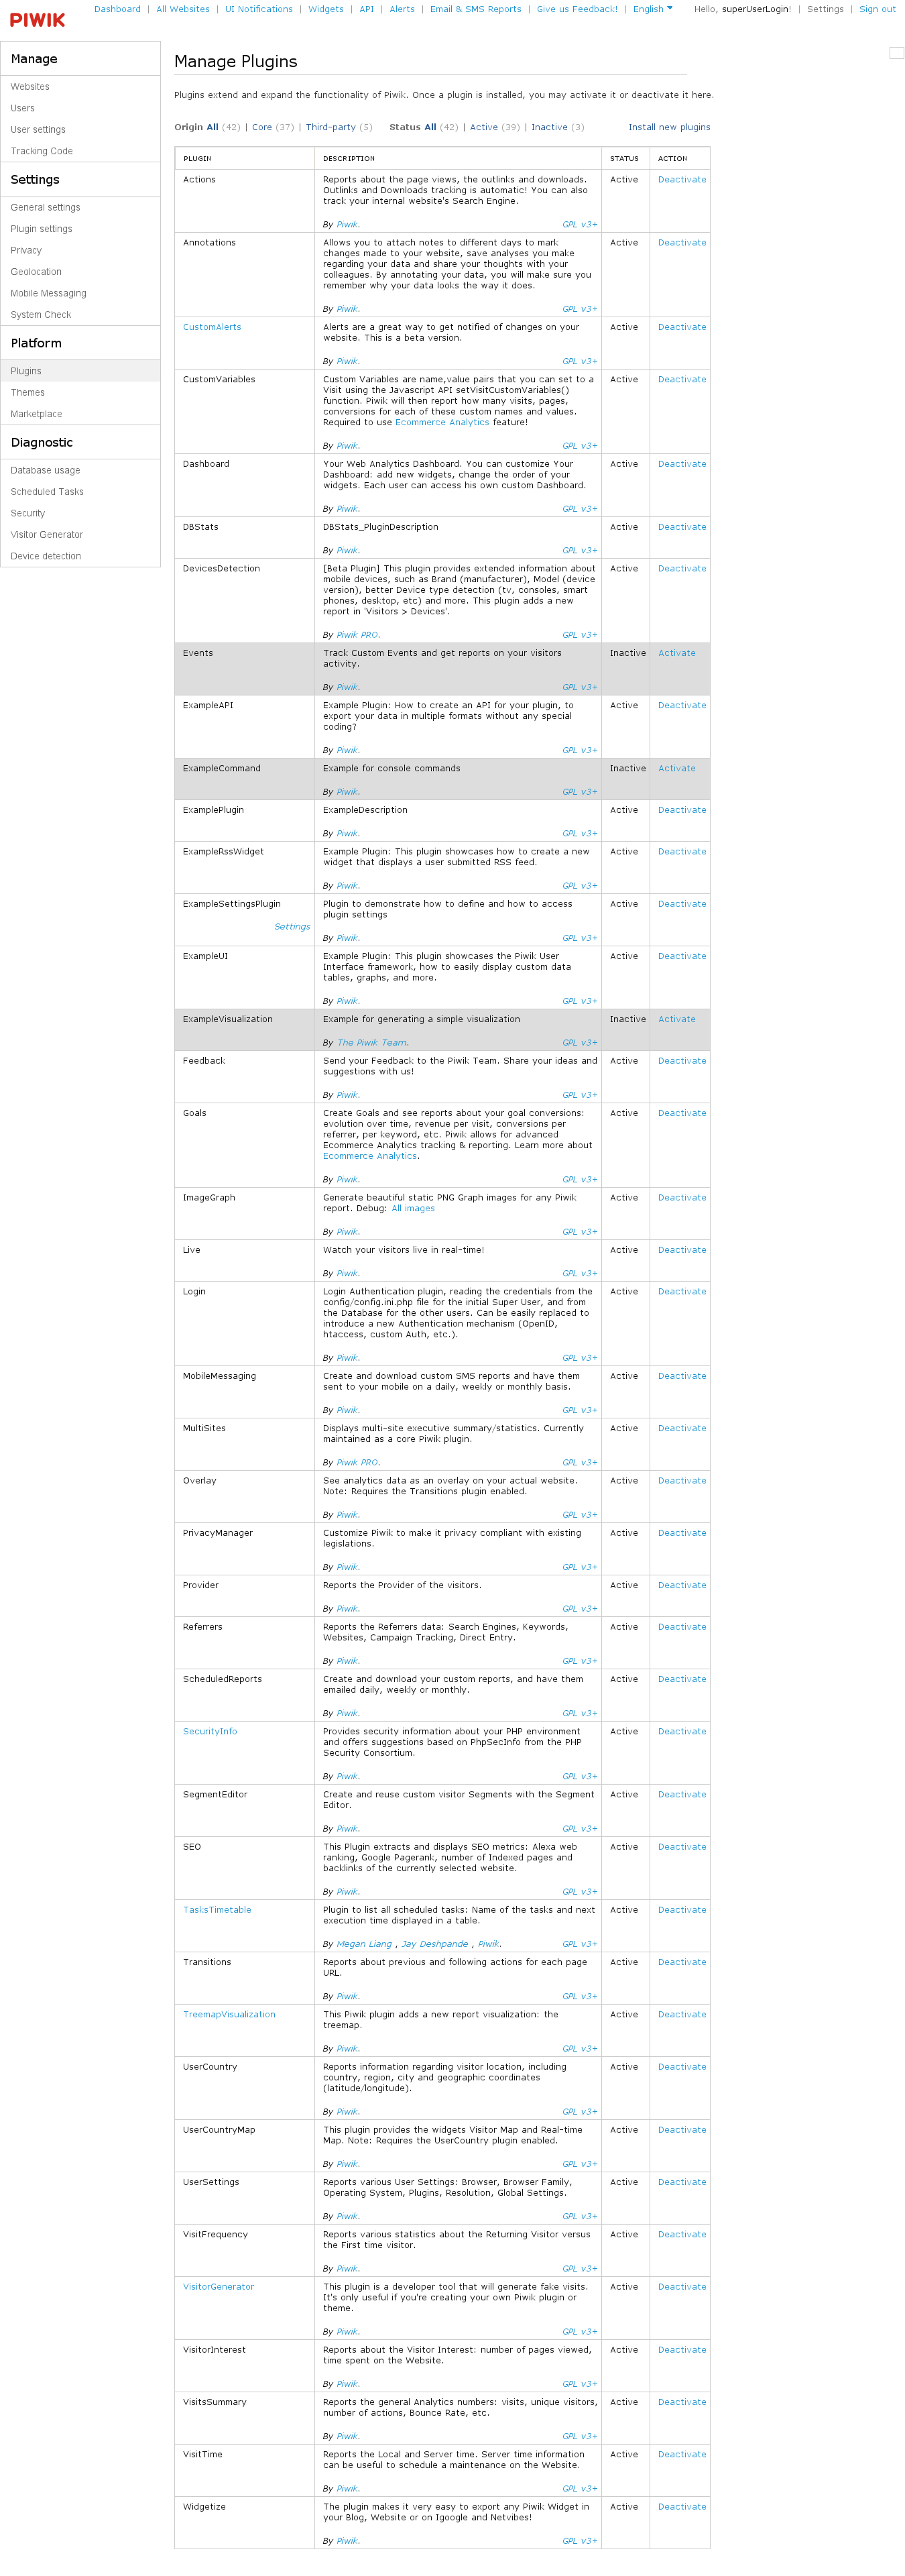 PIWIK
Dashboard | All Websites | UI Notifications | Widgets | API | Alerts | Email & SMS Reports | Give us Feedback! | English
Hello, superUserLogin! | Settings | Sign out
Manage
Websites
Users
User settings
Tracking Code
Settings
General settings
Plugin settings
Privacy
Geolocation
Mobile Messaging
System Check
Platform
Plugins
Themes
Marketplace
Diagnostic
Database usage
Scheduled Tasks
Security
Visitor Generator
Device detection
Manage Plugins
Plugins extend and expand the functionality of Piwik. Once a plugin is installed, you may activate it or deactivate it here.
Origin All (42) | Core (37) | Third-party (5) Status All (42) | Active (39) | Inactive (3) Install new plugins
PLUGIN DESCRIPTION STATUS ACTION
Actions Reports about the page views, the outlinks and downloads. Active Deactivate
Outlinks and Downloads tracking is automatic! You can also
track your internal website's Search Engine.
By Piwik. GPL v3+
Annotations Allows you to attach notes to different days to mark Active Deactivate
changes made to your website, save analyses you make
regarding your data and share your thoughts with your
colleagues. By annotating your data, you will make sure you
remember why your data looks the way it does.
By Piwik. GPL v3+
CustomAlerts Alerts are a great way to get notified of changes on your Active Deactivate
website. This is a beta version.
By Piwik. GPL v3+
CustomVariables Custom Variables are name,value pairs that you can set to a Active Deactivate
Visit using the Javascript API setVisitCustomVariables()
function. Piwik will then report how many visits, pages,
conversions for each of these custom names and values.
Required to use Ecommerce Analytics feature!
By Piwik. GPL v3+
Dashboard Your Web Analytics Dashboard. You can customize Your Active Deactivate
Dashboard: add new widgets, change the order of your
widgets. Each user can access his own custom Dashboard.
By Piwik. GPL v3+
DBStats DBStats_PluginDescription Active Deactivate
By Piwik. GPL v3+
DevicesDetection [Beta Plugin] This plugin provides extended information about Active Deactivate
mobile devices, such as Brand (manufacturer), Model (device
version), better Device type detection (tv, consoles, smart
phones, desktop, etc) and more. This plugin adds a new
report in 'Visitors > Devices'.
By Piwik PRO. GPL v3+
Events Track Custom Events and get reports on your visitors Inactive Activate
activity.
By Piwik. GPL v3+
ExampleAPI Example Plugin: How to create an API for your plugin, to Active Deactivate
export your data in multiple formats without any special
coding?
By Piwik. GPL v3+
ExampleCommand Example for console commands Inactive Activate
By Piwik. GPL v3+
ExamplePlugin ExampleDescription Active Deactivate
By Piwik. GPL v3+
ExampleRssWidget Example Plugin: This plugin showcases how to create a new Active Deactivate
widget that displays a user submitted RSS feed.
By Piwik. GPL v3+
ExampleSettingsPlugin Plugin to demonstrate how to define and how to access Active Deactivate
plugin settings
Settings
By Piwik. GPL v3+
ExampleUI Example Plugin: This plugin showcases the Piwik User Active Deactivate
Interface framework, how to easily display custom data
tables, graphs, and more.
By Piwik. GPL v3+
ExampleVisualization Example for generating a simple visualization Inactive Activate
By The Piwik Team. GPL v3+
Feedback Send your Feedback to the Piwik Team. Share your ideas and Active Deactivate
suggestions with us!
By Piwik. GPL v3+
Goals Create Goals and see reports about your goal conversions: Active Deactivate
evolution over time, revenue per visit, conversions per
referrer, per keyword, etc. Piwik allows for advanced
Ecommerce Analytics tracking & reporting. Learn more about
Ecommerce Analytics.
By Piwik. GPL v3+
ImageGraph Generate beautiful static PNG Graph images for any Piwik Active Deactivate
report. Debug: All images
By Piwik. GPL v3+
Live Watch your visitors live in real-time! Active Deactivate
By Piwik. GPL v3+
Login Login Authentication plugin, reading the credentials from the Active Deactivate
config/config.ini.php file for the initial Super User, and from
the Database for the other users. Can be easily replaced to
introduce a new Authentication mechanism (OpenID,
htaccess, custom Auth, etc.).
By Piwik. GPL v3+
MobileMessaging Create and download custom SMS reports and have them Active Deactivate
sent to your mobile on a daily, weekly or monthly basis.
By Piwik. GPL v3+
MultiSites Displays multi-site executive summary/statistics. Currently Active Deactivate
maintained as a core Piwik plugin.
By Piwik PRO. GPL v3+
Overlay See analytics data as an overlay on your actual website. Active Deactivate
Note: Requires the Transitions plugin enabled.
By Piwik. GPL v3+
PrivacyManager Customize Piwik to make it privacy compliant with existing Active Deactivate
legislations.
By Piwik. GPL v3+
Provider Reports the Provider of the visitors. Active Deactivate
By Piwik. GPL v3+
Referrers Reports the Referrers data: Search Engines, Keywords, Active Deactivate
Websites, Campaign Tracking, Direct Entry.
By Piwik. GPL v3+
ScheduledReports Create and download your custom reports, and have them Active Deactivate
emailed daily, weekly or monthly.
By Piwik. GPL v3+
SecurityInfo Provides security information about your PHP environment Active Deactivate
and offers suggestions based on PhpSecInfo from the PHP
Security Consortium.
By Piwik. GPL v3+
SegmentEditor Create and reuse custom visitor Segments with the Segment Active Deactivate
Editor.
By Piwik. GPL v3+
SEO This Plugin extracts and displays SEO metrics: Alexa web Active Deactivate
ranking, Google Pagerank, number of Indexed pages and
backlinks of the currently selected website.
By Piwik. GPL v3+
TasksTimetable Plugin to list all scheduled tasks: Name of the tasks and next Active Deactivate
execution time displayed in a table.
By Megan Liang , Jay Deshpande , Piwik. GPL v3+
Transitions Reports about previous and following actions for each page Active Deactivate
URL.
By Piwik. GPL v3+
TreemapVisualization This Piwik plugin adds a new report visualization: the Active Deactivate
treemap.
By Piwik. GPL v3+
UserCountry Reports information regarding visitor location, including Active Deactivate
country, region, city and geographic coordinates
(latitude/longitude).
By Piwik. GPL v3+
UserCountryMap This plugin provides the widgets Visitor Map and Real-time Active Deactivate
Map. Note: Requires the UserCountry plugin enabled.
By Piwik. GPL v3+
UserSettings Reports various User Settings: Browser, Browser Family, Active Deactivate
Operating System, Plugins, Resolution, Global Settings.
By Piwik. GPL v3+
VisitFrequency Reports various statistics about the Returning Visitor versus Active Deactivate
the First time visitor.
By Piwik. GPL v3+
VisitorGenerator This plugin is a developer tool that will generate fake visits. Active Deactivate
It's only useful if you're creating your own Piwik plugin or
theme.
By Piwik. GPL v3+
VisitorInterest Reports about the Visitor Interest: number of pages viewed, Active Deactivate
time spent on the Website.
By Piwik. GPL v3+
VisitsSummary Reports the general Analytics numbers: visits, unique visitors, Active Deactivate
number of actions, Bounce Rate, etc.
By Piwik. GPL v3+
VisitTime Reports the Local and Server time. Server time information Active Deactivate
can be useful to schedule a maintenance on the Website.
By Piwik. GPL v3+
Widgetize The plugin makes it very easy to export any Piwik Widget in Active Deactivate
your Blog, Website or on Igoogle and Netvibes!
By Piwik. GPL v3+